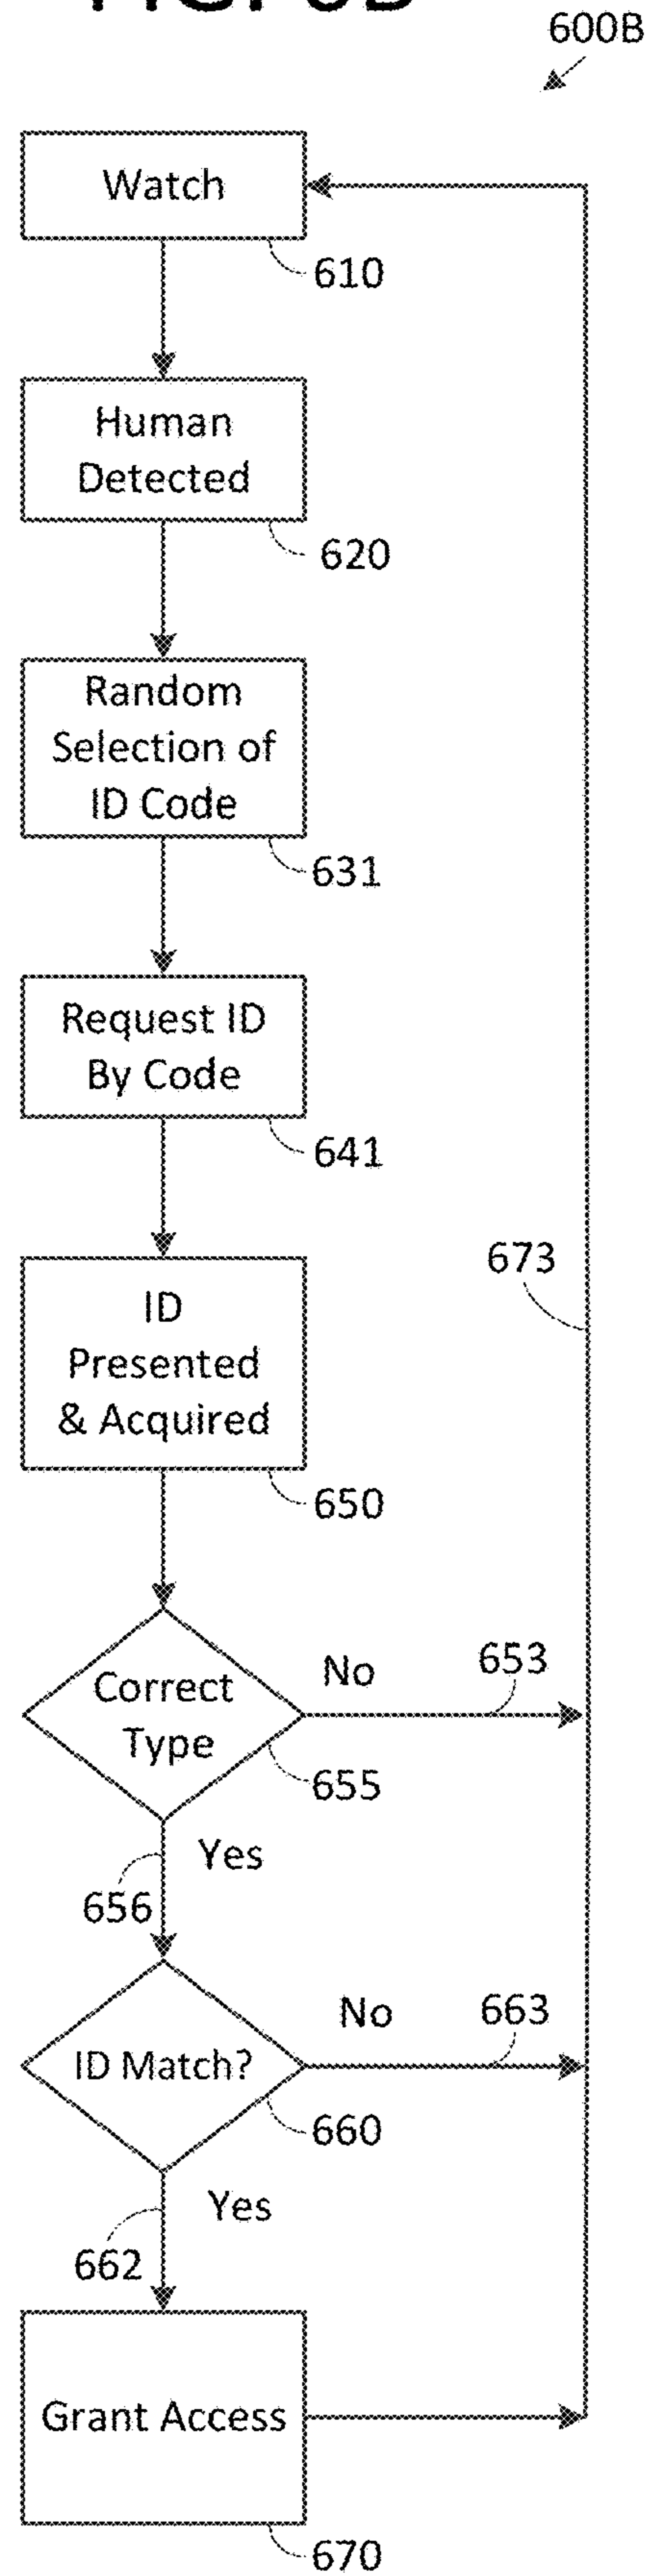 600B
Watch
610
Human
Detected
620
Random
Selection of
ID Code
631
Request ID
By Code
641
673
ID
Presented
& Acquired
650
No
653
Correct
Type
655
Yes
656
No
663
ID Match?
660
Yes
662
Grant Access
670